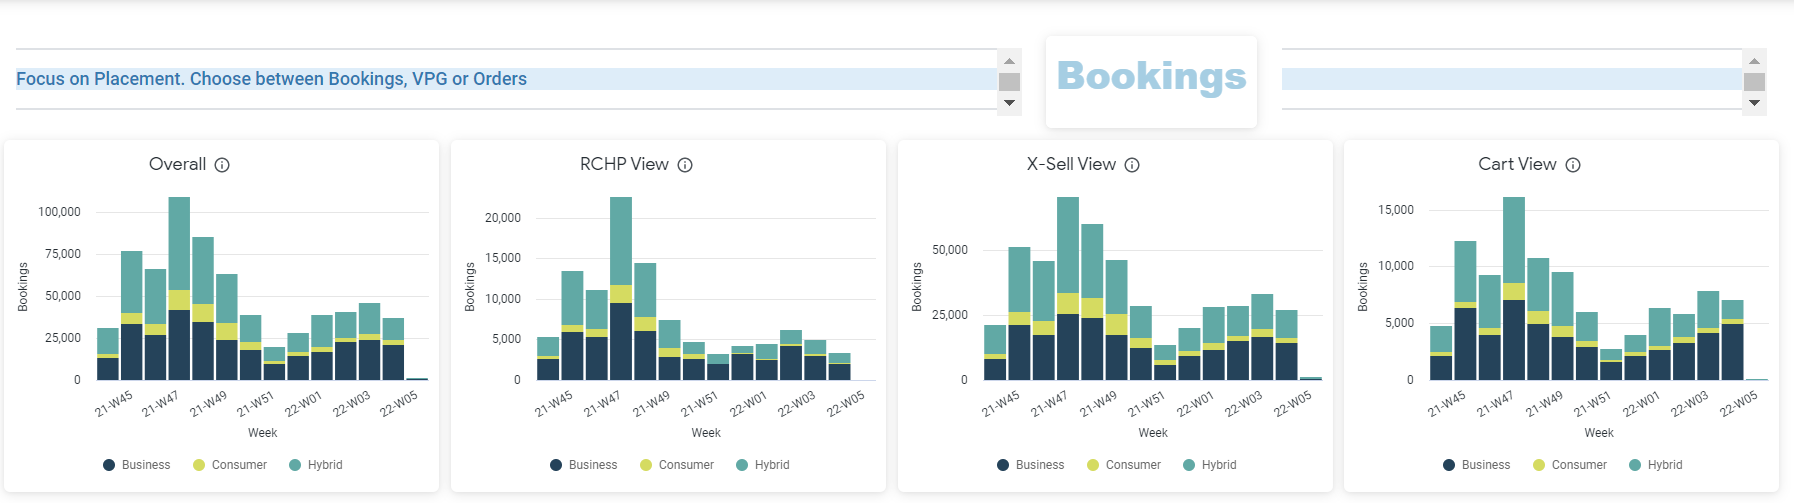 Focus on Placement. Choose between Bookings, VPG or Orders
Bookings
Overall
100,000
75,000
50,000
25,000
0
Bookings
21-W45
21-W47
21-W49
21-W51
22-W01
22-W03
22-W05
Week
Business Consumer Hybrid
RCHP View
20,000
15,000
10,000
5,000
0
Bookings
21-W45
21-W47
21-W49
21-W51
22-W01
22-W03
22-W05
Week
Business Consumer Hybrid
X-Sell View
50,000
25,000
0
Bookings
21-W45
21-W47
21-W49
21-W51
22-W01
22-W03
22-W05
Week
Business Consumer Hybrid
Cart View
15,000
10,000
5,000
0
Bookings
21-W45
21-W47
21-W49
21-W51
22-W01
22-W03
22-W05
Week
Business Consumer Hybrid